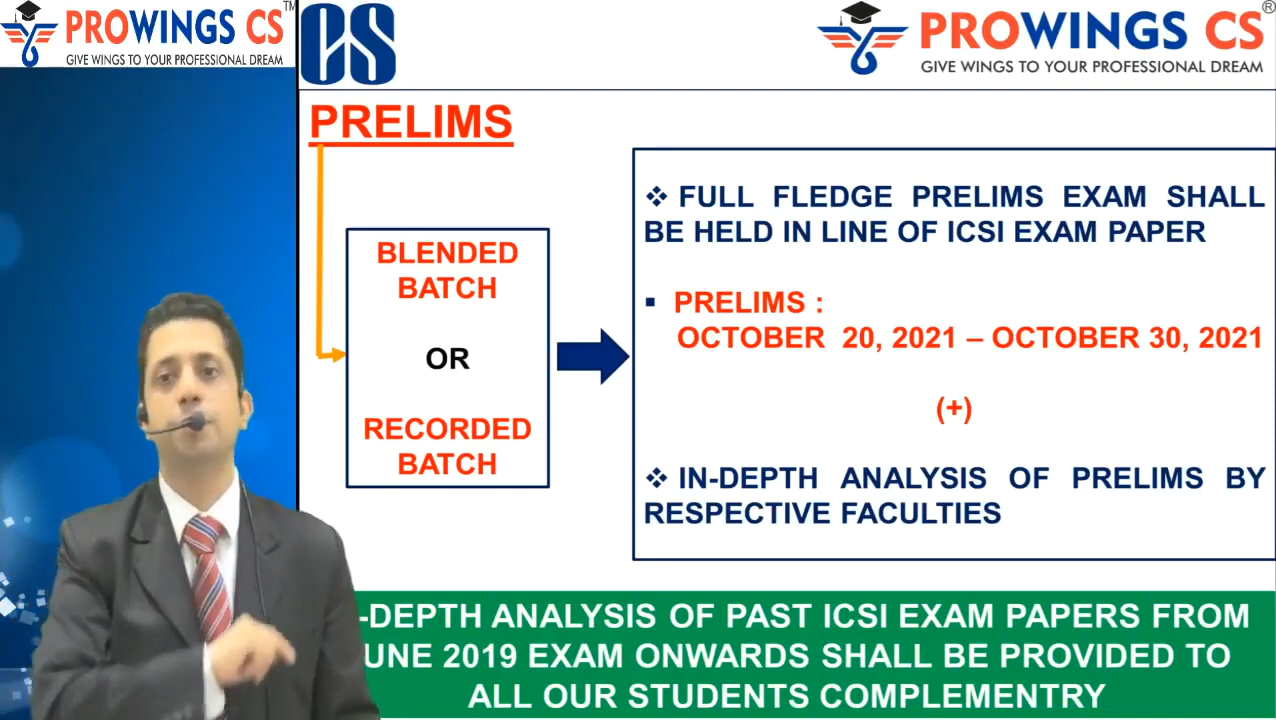 PROWINGS CS TM
GIVE WINGS TO YOUR PROFESSIONAL DREAM
CS
PROWINGS CS ®
GIVE WINGS TO YOUR PROFESSIONAL DREAM
PRELIMS
BLENDED
BATCH
OR
RECORDED
BATCH
❖ FULL FLEDGE PRELIMS EXAM SHALL
BE HELD IN LINE OF ICSI EXAM PAPER
▪ PRELIMS :
OCTOBER 20, 2021 – OCTOBER 30, 2021
(+)
❖ IN-DEPTH ANALYSIS OF PRELIMS BY
RESPECTIVE FACULTIES
-DEPTH ANALYSIS OF PAST ICSI EXAM PAPERS FROM
UNE 2019 EXAM ONWARDS SHALL BE PROVIDED TO
ALL OUR STUDENTS COMPLEMENTRY